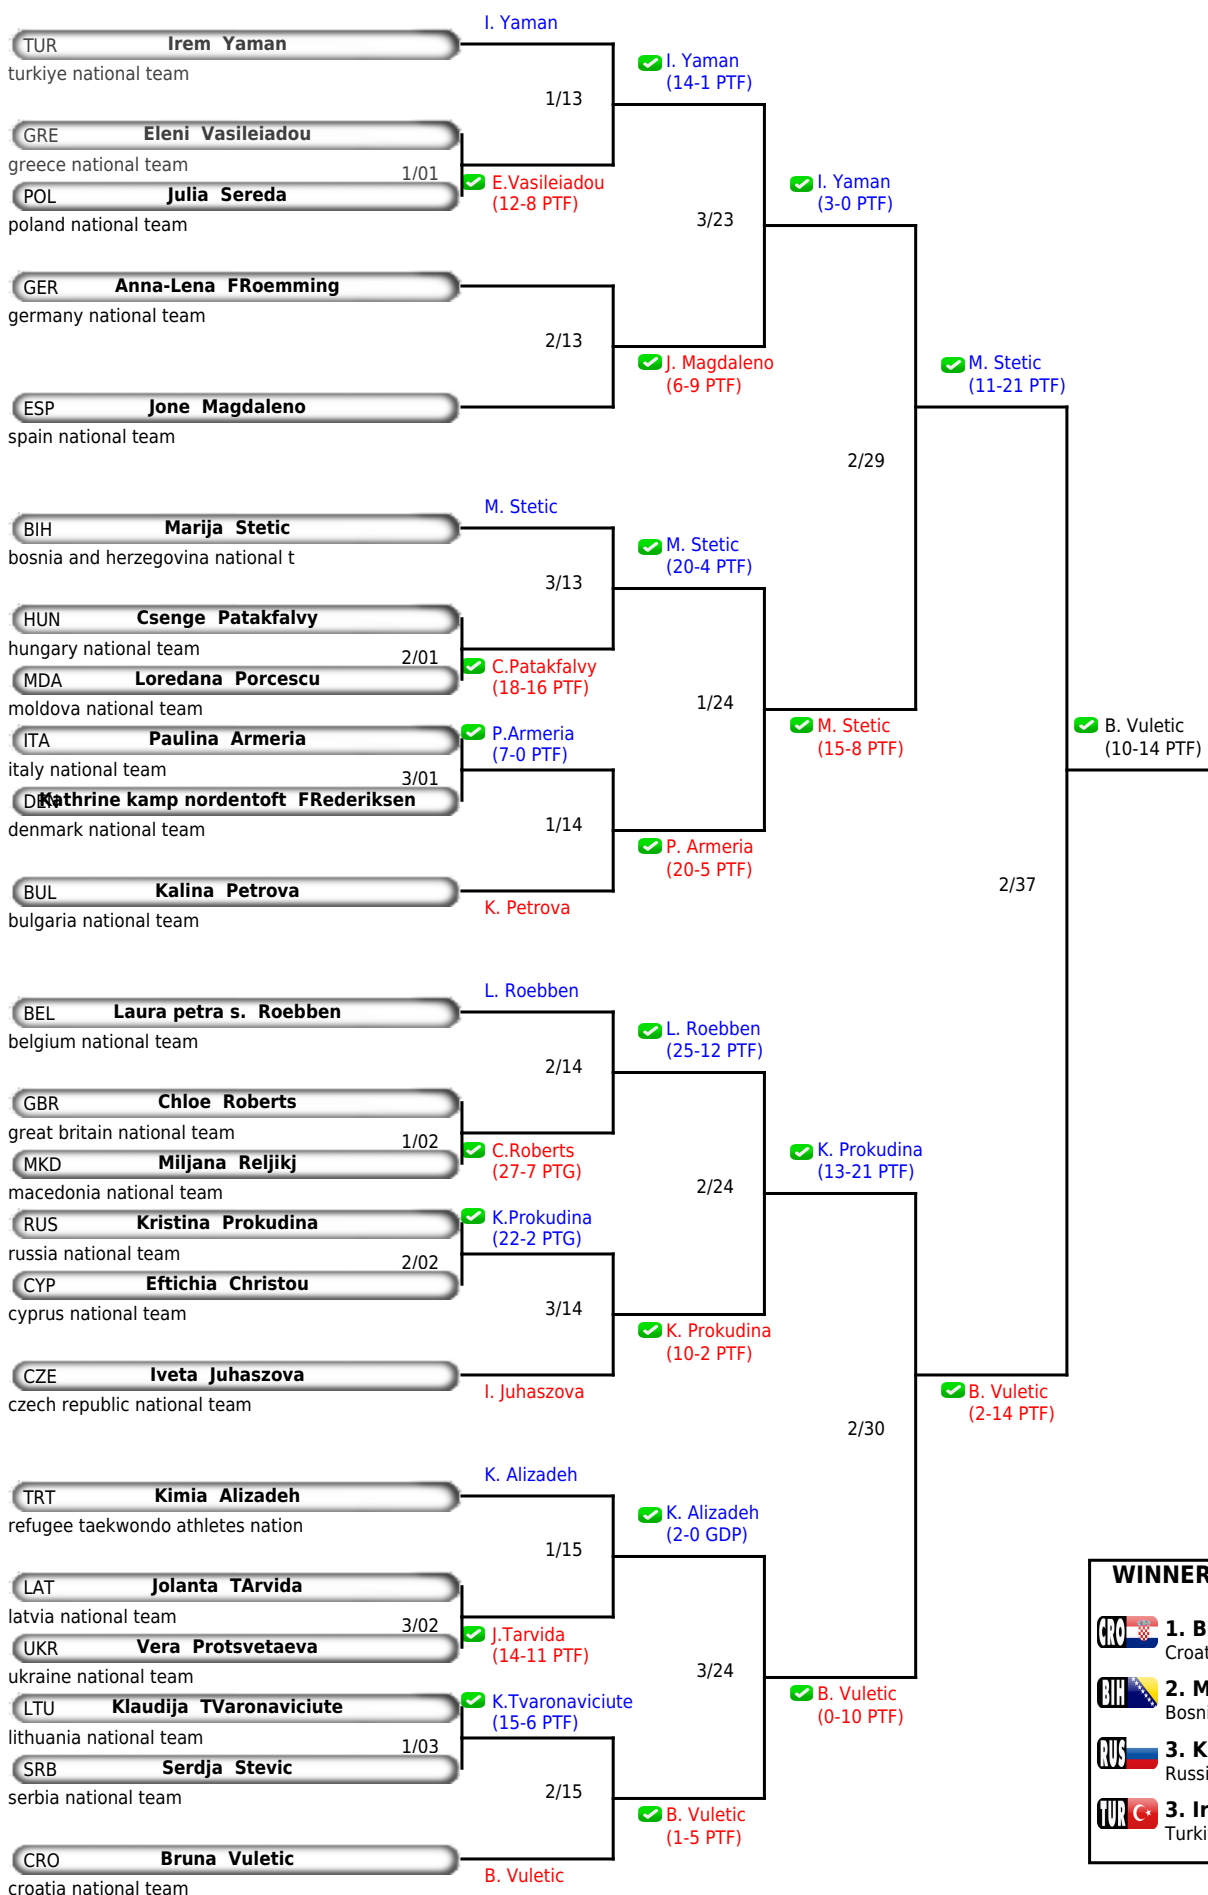 I. Yaman
TUR Irem Yaman
turkiye national team
I. Yaman
(14-1 PTF)
1/13
GRE Eleni Vasileiadou
greece national team
1/01
POL Julia Sereda
poland national team
E.Vasileiadou
(12-8 PTF)
I. Yaman
(3-0 PTF)
3/23
GER Anna-Lena FRoemming
germany national team
2/13
J. Magdaleno
(6-9 PTF)
M. Stetic
(11-21 PTF)
ESP Jone Magdaleno
spain national team
2/29
M. Stetic
BIH Marija Stetic
bosnia and herzegovina national t
M. Stetic
(20-4 PTF)
3/13
HUN Csenge Patakfalvy
hungary national team
2/01
MDA Loredana Porcescu
moldova national team
C.Patakfalvy
(18-16 PTF)
1/24
ITA Paulina Armeria
italy national team
P.Armeria
(7-0 PTF)
M. Stetic
(15-8 PTF)
B. Vuletic
(10-14 PTF)
3/01
DEN Kathrine kamp nordentoft FRederiksen
denmark national team
1/14
P. Armeria
(20-5 PTF)
BUL Kalina Petrova
bulgaria national team
K. Petrova
2/37
L. Roebben
BEL Laura petra s. Roebben
belgium national team
L. Roebben
(25-12 PTF)
2/14
GBR Chloe Roberts
great britain national team
1/02
MKD Miljana Reljikj
macedonia national team
C.Roberts
(27-7 PTG)
K. Prokudina
(13-21 PTF)
2/24
RUS Kristina Prokudina
russia national team
K.Prokudina
(22-2 PTG)
2/02
CYP Eftichia Christou
cyprus national team
3/14
K. Prokudina
(10-2 PTF)
CZE Iveta Juhaszova
czech republic national team
I. Juhaszova
B. Vuletic
(2-14 PTF)
2/30
K. Alizadeh
TRT Kimia Alizadeh
refugee taekwondo athletes nation
K. Alizadeh
(2-0 GDP)
1/15
LAT Jolanta TArvida
latvia national team
3/02
UKR Vera Protsvetaeva
ukraine national team
J.Tarvida
(14-11 PTF)
3/24
LTU Klaudija TVaronaviciute
lithuania national team
K.Tvaronaviciute
(15-6 PTF)
B. Vuletic
(0-10 PTF)
1/03
SRB Serdja Stevic
serbia national team
2/15
B. Vuletic
(1-5 PTF)
CRO Bruna Vuletic
croatia national team
B. Vuletic
WINNER
CRO 1. B
Croat
BIH 2. M
Bosni
RUS 3. K
Russi
TUR 3. Ir
Turki